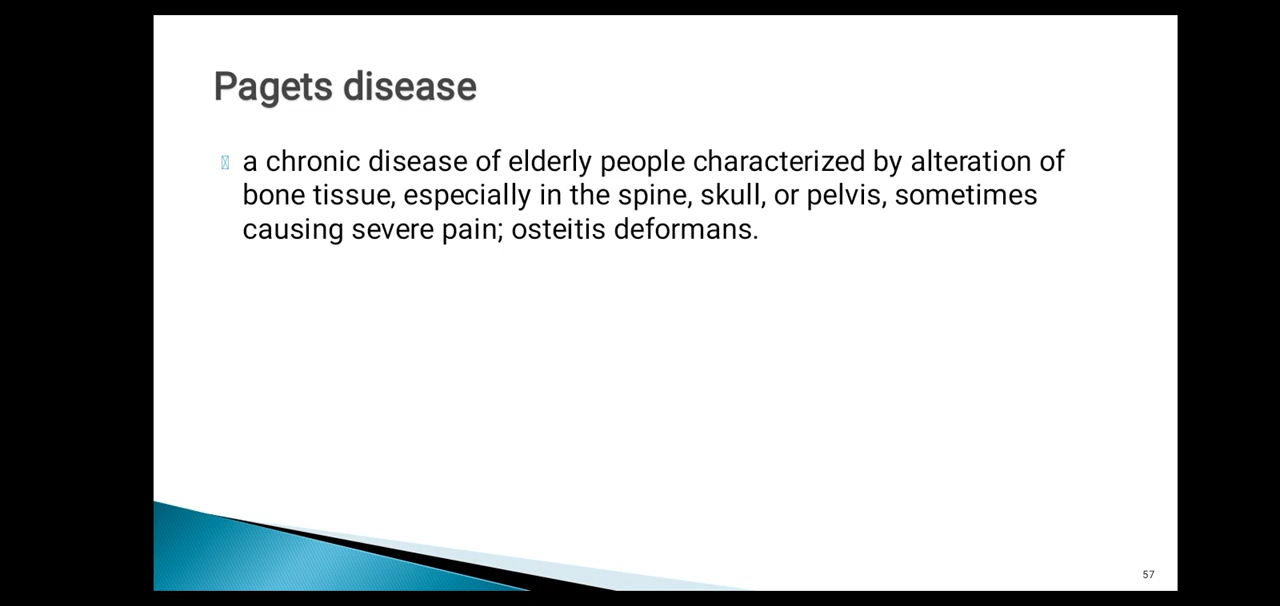 Pagets disease
a chronic disease of elderly people characterized by alteration of
bone tissue, especially in the spine, skull, or pelvis, sometimes
causing severe pain; osteitis deformans.
57